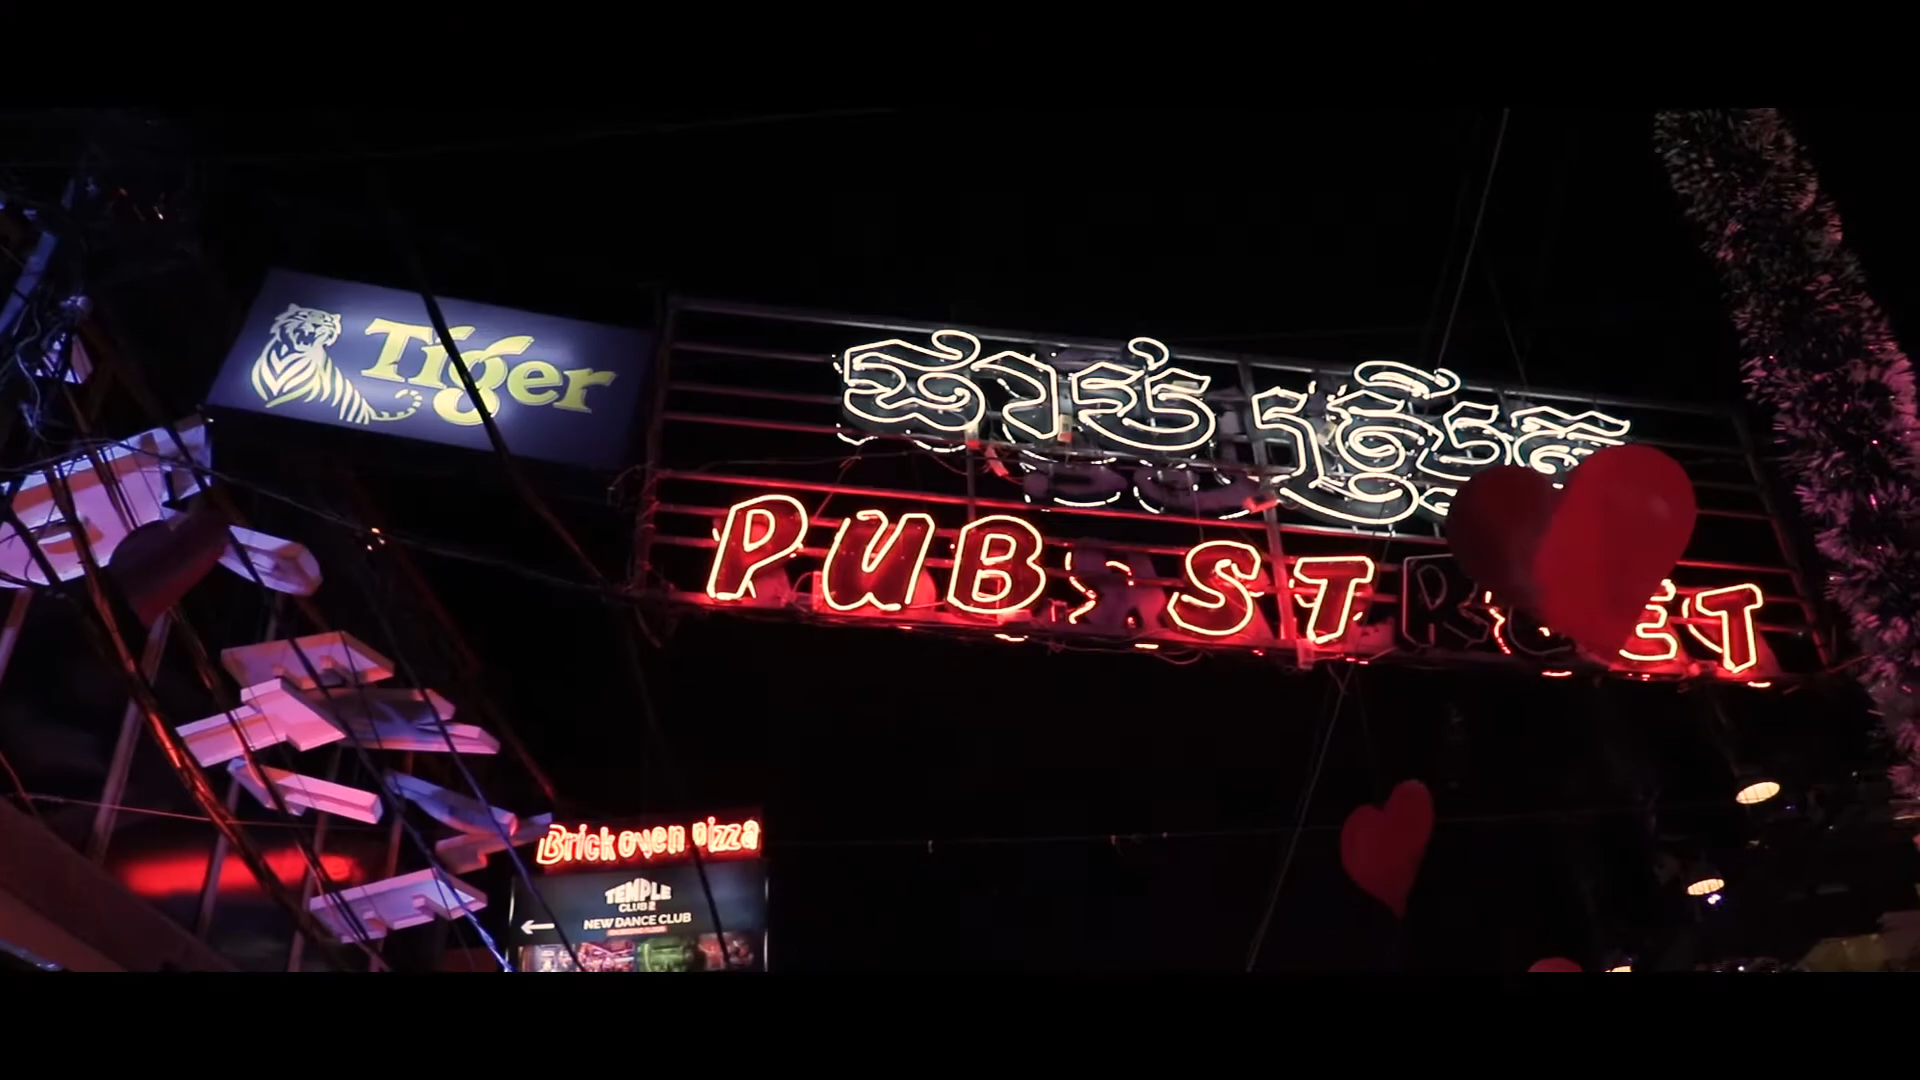 Tiger
ផាប់ ស្ទ្រីត
PUB STREET
Brick oven pizza
TEMPLE
CLUB 2
NEW DANCE CLUB